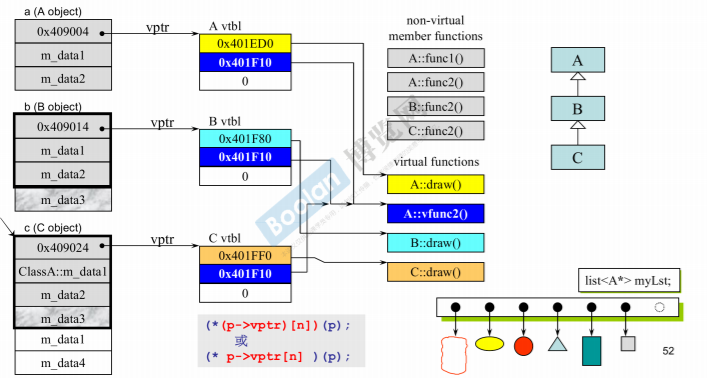 a (A object)
0x409004
m_data1
m_data2
vptr
A vtbl
0x401ED0
0x401F10
0
b (B object)
0x409014
m_data1
m_data2
m_data3
vptr
B vtbl
0x401F80
0x401F10
0
c (C object)
0x409024
ClassA::m_data1
m_data2
m_data3
m_data1
m_data4
vptr
C vtbl
0x401FF0
0x401F10
0
(*(p->vptr)[n])(p);
或
(* p->vptr[n] )(p);
non-virtual
member functions
A::func1()
A::func2()
B::func2()
C::func2()
virtual functions
A::draw()
A::vfunc2()
B::draw()
C::draw()
A
B
C
list<A*> myLst;
52
Boolan 博览网